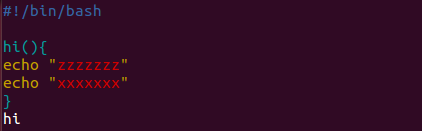 #!/bin/bash
hi(){
echo "zzzzzzz"
echo "xxxxxxx"
}
hi